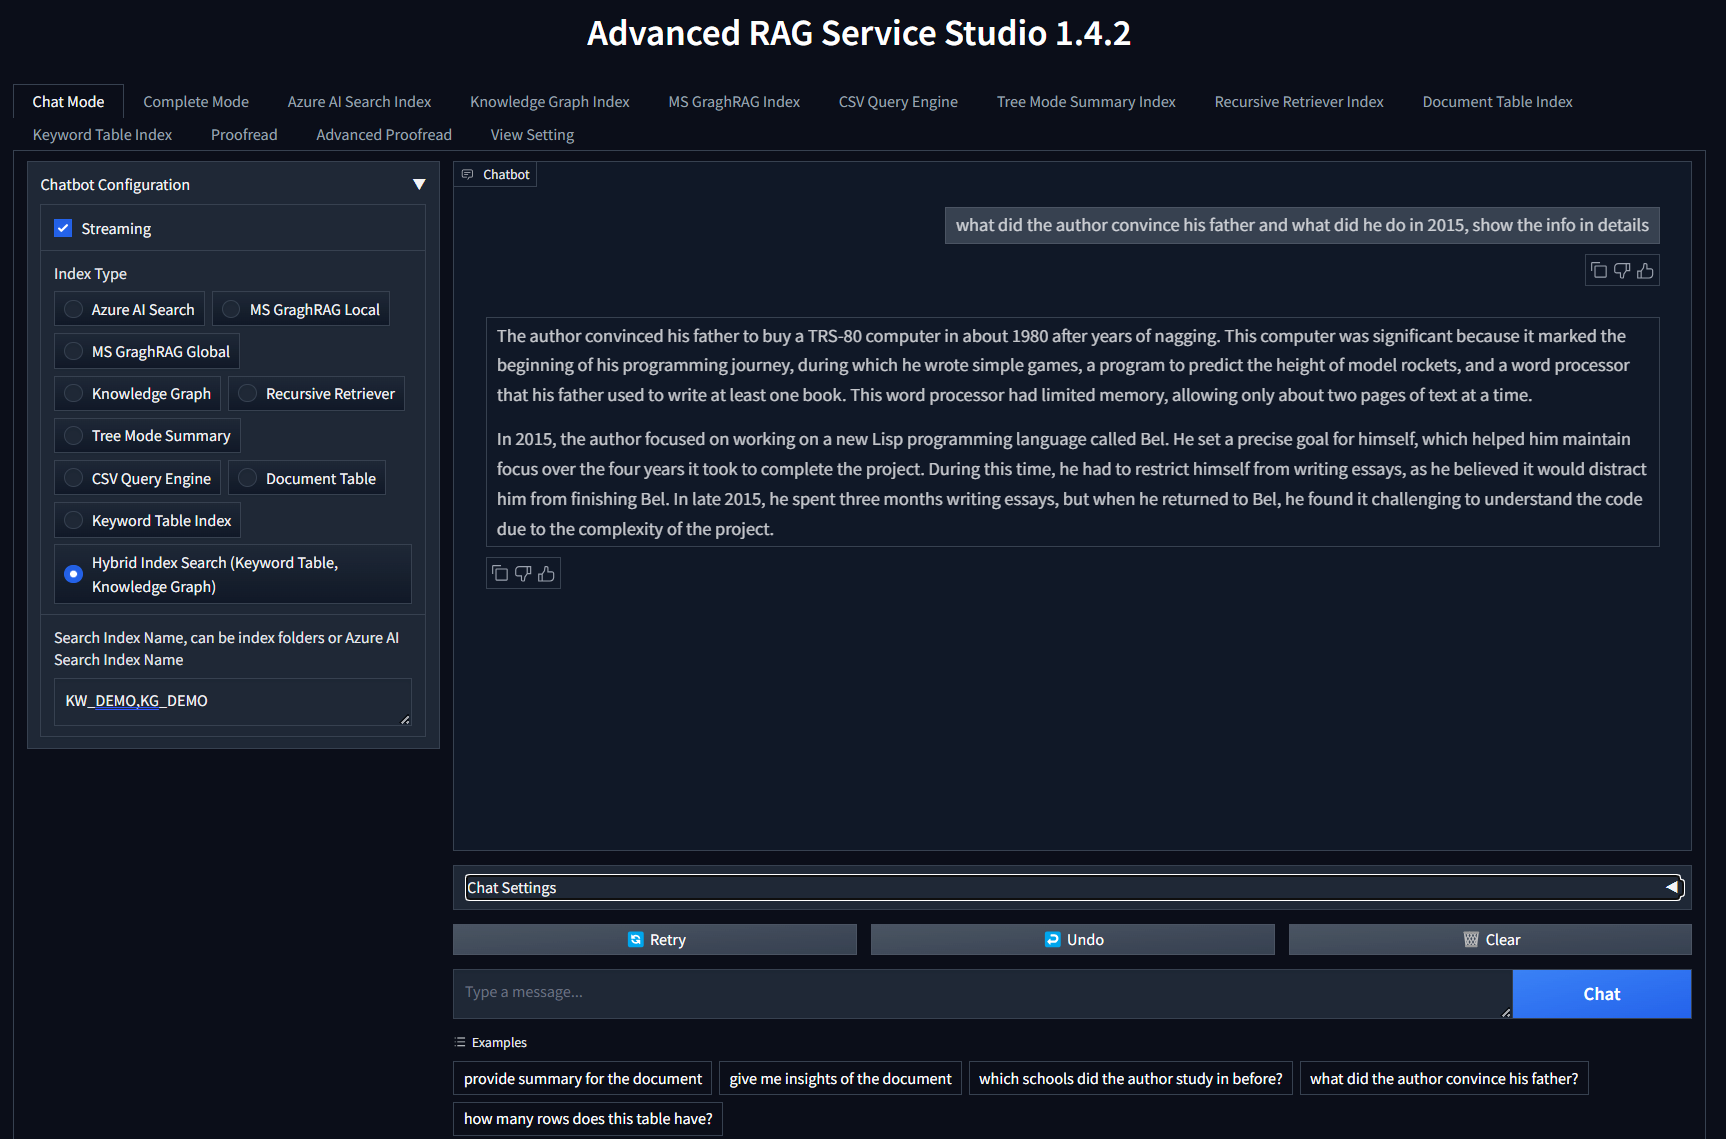 Advanced RAG Service Studio 1.4.2
Chat Mode
Complete Mode
Azure AI Search Index
Knowledge Graph Index
MS GraghRAG Index
CSV Query Engine
Tree Mode Summary Index
Recursive Retriever Index
Document Table Index
Keyword Table Index
Proofread
Advanced Proofread
View Setting
Chatbot Configuration
Streaming
Index Type
Azure AI Search
MS GraghRAG Local
MS GraghRAG Global
Knowledge Graph
Recursive Retriever
Tree Mode Summary
CSV Query Engine
Document Table
Keyword Table Index
Hybrid Index Search (Keyword Table,
Knowledge Graph)
Search Index Name, can be index folders or Azure AI
Search Index Name
KW_DEMO,KG_DEMO
Chatbot
what did the author convince his father and what did he do in 2015, show the info in details
The author convinced his father to buy a TRS-80 computer in about 1980 after years of nagging. This computer was significant because it marked the
beginning of his programming journey, during which he wrote simple games, a program to predict the height of model rockets, and a word processor
that his father used to write at least one book. This word processor had limited memory, allowing only about two pages of text at a time.
In 2015, the author focused on working on a new Lisp programming language called Bel. He set a precise goal for himself, which helped him maintain
focus over the four years it took to complete the project. During this time, he had to restrict himself from writing essays, as he believed it would distract
him from finishing Bel. In late 2015, he spent three months writing essays, but when he returned to Bel, he found it challenging to understand the code
due to the complexity of the project.
Chat Settings
Retry
Undo
Clear
Type a message...
Chat
Examples
provide summary for the document
give me insights of the document
which schools did the author study in before?
what did the author convince his father?
how many rows does this table have?